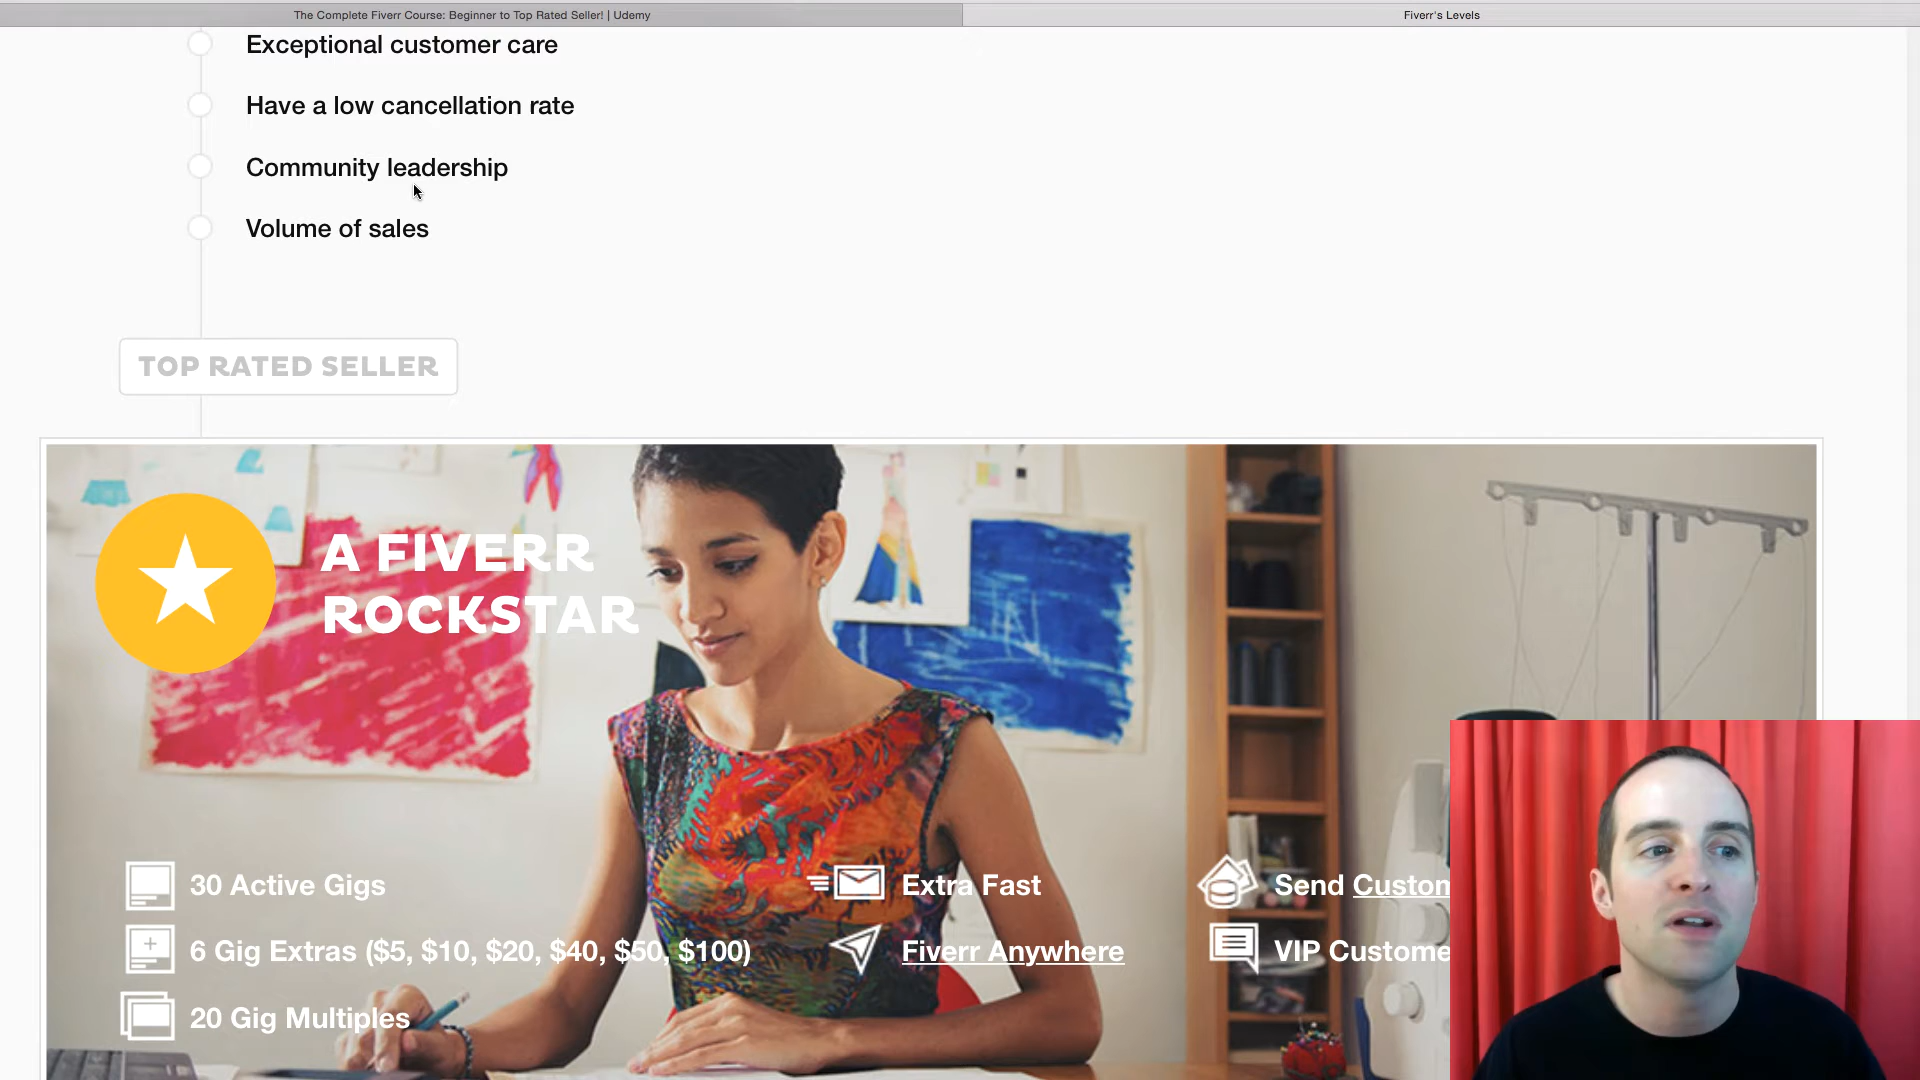 The Complete Fiverr Course: Beginner to Top Rated Seller! | Udemy
Fiverr's Levels
Exceptional customer care
Have a low cancellation rate
Community leadership
Volume of sales
TOP RATED SELLER
A FIVERR
ROCKSTAR
30 Active Gigs
Extra Fast
Send Custom
6 Gig Extras ($5, $10, $20, $40, $50, $100)
Fiverr Anywhere
VIP Custome
20 Gig Multiples